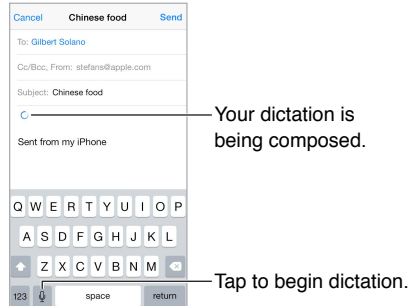 Cancel Chinese food Send
To: Gilbert Solano
Cc/Bcc, From: stefans@apple.com
Subject: Chinese food
Your dictation is
being composed.
Sent from my iPhone
Q W E R T Y U I O P
A S D F G H J K L
Z X C V B N M
123 space return
Tap to begin dictation.